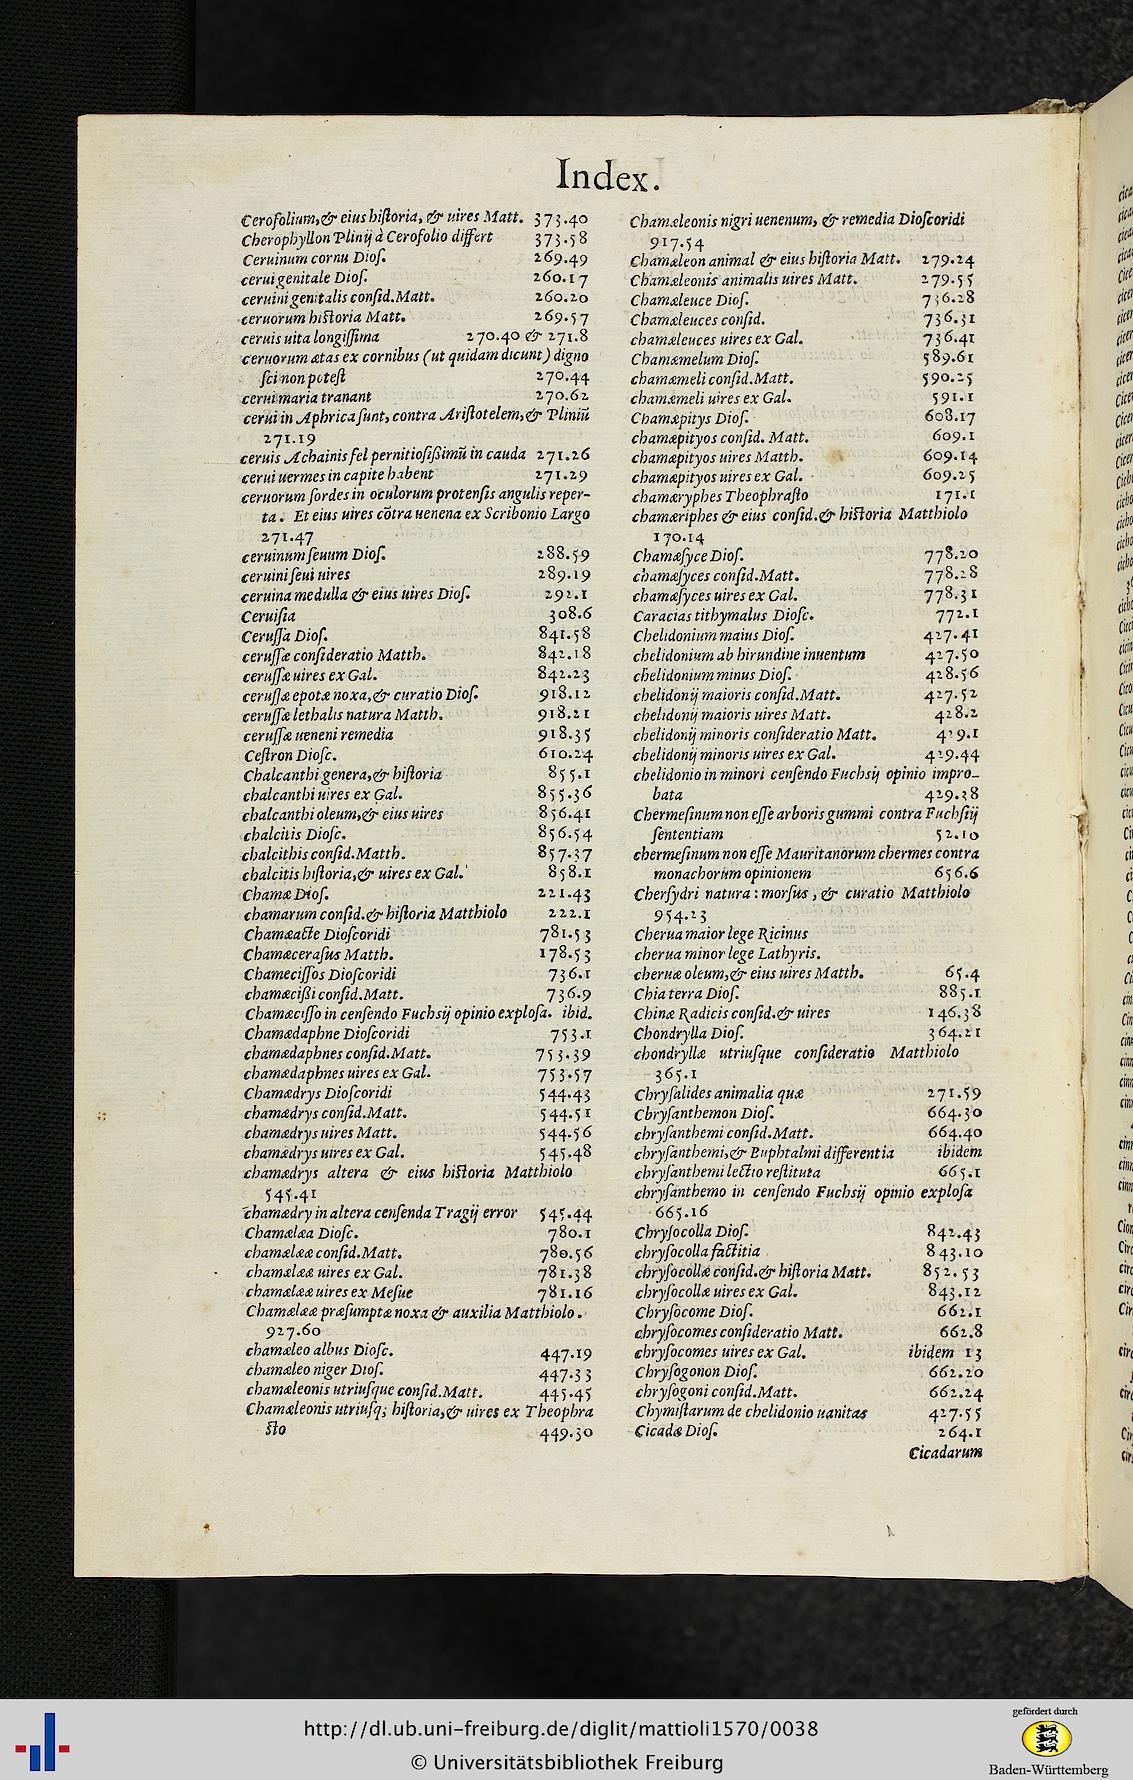 Index.
Cerofolium,& eius hiſtoria, & uires Matt. 373.40
Cherophyllon Plinij à Cerofolio differt 373.58
Ceruinum cornu Dioſ. 269.49
cerui genitale Dioſ. 260.17
ceruini genitalis conſid.Matt. 260.20
ceruorum hiſtoria Matt. 269.57
ceruis uita longiſſima 270.40 & 271.8
ceruorum ætas ex cornibus (ut quidam dicunt) digno
ſci non poteſt 270.44
cerui maria tranant 270.62
cerui in Aphrica ſunt, contra Ariſtotelem,& Pliniũ
271.19
ceruis Achainis fel pernitioſißimũ in cauda 271.26
cerui uermes in capite habent 271.29
ceruorum ſordes in oculorum protenſis angulis reper-
ta. Et eius uires cõtra uenena ex Scribonio Largo
271.47
ceruinum ſeuum Dioſ. 288.59
ceruini ſeui uires 289.19
ceruina medulla & eius uires Dioſ. 292.1
Ceruiſia 308.6
Ceruſſa Dioſ. 841.58
ceruſſæ conſideratio Matth. 842.18
ceruſſæ uires ex Gal. 842.23
ceruſſæ epotæ noxa,& curatio Dioſ. 918.12
ceruſſæ lethalis natura Matth. 918.21
ceruſſæ ueneni remedia 918.35
Ceſtron Dioſc. 610.24
Chalcanthi genera,& hiſtoria 855.1
chalcanthi uires ex Gal. 855.36
chalcanthi oleum,& eius uires 856.41
chalcitis Dioſc. 856.54
chalcithis conſid.Matth. 857.37
chalcitis hiſtoria,& uires ex Gal. 858.1
Chamæ Dioſ. 221.43
chamarum conſid.& hiſtoria Matthiolo 222.1
Chamæacte Dioſcoridi 781.53
Chamæceraſus Matth. 178.53
Chameciſſos Dioſcoridi 736.1
chamæcißi conſid.Matt. 736.9
Chamæciſſo in cenſendo Fuchsij opinio exploſa. ibid.
Chamædaphne Dioſcoridi 753.1
chamædaphnes conſid.Matt. 753.39
chamædaphnes uires ex Gal. 753.57
Chamædrys Dioſcoridi 544.43
chamædrys conſid.Matt. 544.51
chamædrys uires Matt. 544.56
chamædrys uires ex Gal. 545.48
chamædrys altera & eius hiſtoria Matthiolo
545.41
chamædry in altera cenſenda Tragij error 545.44
Chamælæa Dioſc. 780.1
chamælææ conſid.Matt. 780.56
chamælææ uires ex Gal. 781.38
chamælææ uires ex Meſue 781.16
Chamælææ præſumptæ noxa & auxilia Matthiolo.
927.60
chamæleo albus Dioſc. 447.19
chamæleo niger Dioſ. 447.33
chamæleonis utriuſque conſid.Matt. 445.45
Chamæleonis utriuſq; hiſtoria,& uires ex Theophra
ſto 449.30
Chamæleonis nigri uenenum, & remedia Dioſcoridi
917.54
Chamæleon animal & eius hiſtoria Matt. 279.24
Chamæleonis animalis uires Matt. 279.55
Chamæleuce Dioſ. 736.28
Chamæleuces conſid. 736.31
chamæleuces uires ex Gal. 736.41
Chamæmelum Dioſ. 589.61
chamæmeli conſid.Matt. 590.25
chamæmeli uires ex Gal. 591.1
Chamæpitys Dioſ. 608.17
chamæpityos conſid. Matt. 609.1
chamæpityos uires Matth. 609.14
chamæpityos uires ex Gal. 609.25
chamæryphes Theophraſto 171.1
chamæriphes & eius conſid.& hiſtoria Matthiolo
170.14
Chamæſyce Dioſ. 778.20
chamæſyces conſid.Matt. 778.28
chamæſyces uires ex Gal. 778.31
Caracias tithymalus Dioſc. 772.1
Chelidonium maius Dioſ. 427.41
chelidonium ab hirundine inuentum 427.50
chelidonium minus Dioſ. 428.56
chelidonij maioris conſid.Matt. 427.52
chelidonij maioris uires Matt. 428.2
chelidonij minoris conſideratio Matt. 429.1
chelidonij minoris uires ex Gal. 429.44
chelidonio in minori cenſendo Fuchsij opinio impro-
bata 429.38
Chermeſinum non eſſe arboris gummi contra Fuchſij
ſententiam 52.10
chermeſinum non eſſe Mauritanorum chermes contra
monachorum opinionem 656.6
Cherſydri natura : morſus , & curatio Matthiolo
954.23
Cherua maior lege Ricinus
cherua minor lege Lathyris.
cheruæ oleum,& eius uires Matth. 65.4
Chia terra Dioſ. 885.1
Chinæ Radicis conſid.& uires 146.38
Chondrylla Dioſ. 364.21
chondryllæ utriuſque conſideratio Matthiolo
365.1
Chryſalides animalia quæ 271.59
Chryſanthemon Dioſ. 664.30
chryſanthemi conſid.Matt. 664.40
chryſanthemi,& Buphtalmi differentia ibidem
chryſanthemi lectio reſtituta 665.1
chryſanthemo in cenſendo Fuchsij opinio exploſa
665.16
Chryſocolla Dioſ. 842.43
chryſocolla factitia 843.10
chryſocollæ conſid.& hiſtoria Matt. 852.53
chryſocollæ uires ex Gal. 843.12
Chryſocome Dioſ. 662.1
chryſocomes conſideratio Matt. 662.8
chryſocomes uires ex Gal. ibidem 13
Chryſogonon Dioſ. 662.20
chryſogoni conſid.Matt. 662.24
Chymiſtarum de chelidonio uanitas 427.55
Cicadæ Dioſ. 264.1
Cicadarum
http://dl.ub.uni-freiburg.de/diglit/mattioli1570/0038
© Universitätsbibliothek Freiburg
gefördert durch
Baden-Württemberg